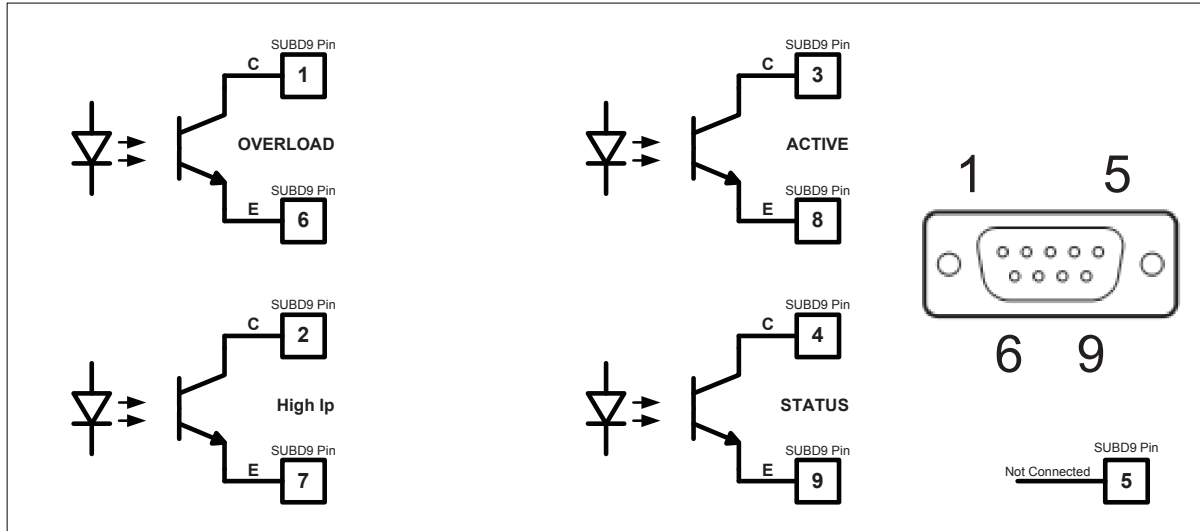 SUBD9 Pin
C
1
OVERLOAD
SUBD9 Pin
E
6
SUBD9 Pin
C
3
ACTIVE
SUBD9 Pin
E
8
SUBD9 Pin
C
2
High Ip
SUBD9 Pin
E
7
SUBD9 Pin
C
4
STATUS
SUBD9 Pin
E
9
1 5
6 9
SUBD9 Pin
Not Connected 5